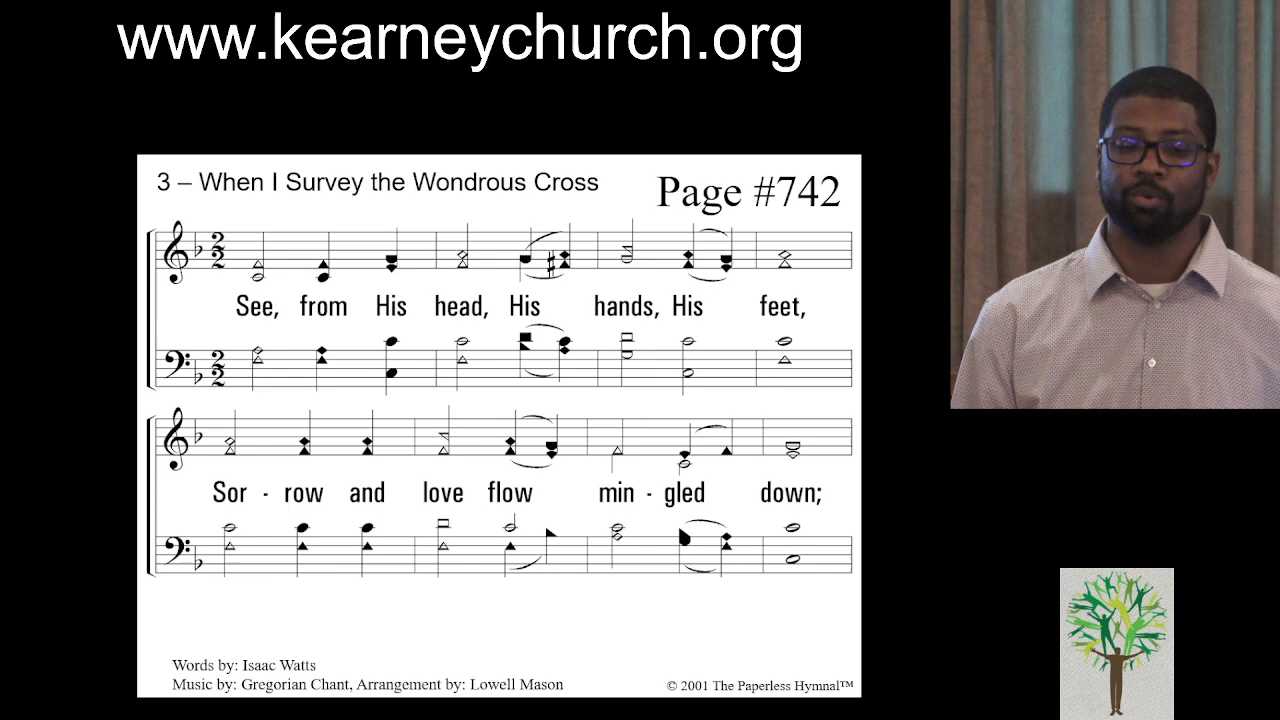 www.kearneychurch.org
3 – When I Survey the Wondrous Cross
Page #742
See, from His head, His hands, His feet,
Sor - row and love flow min - gled down;
Words by: Isaac Watts
Music by: Gregorian Chant, Arrangement by: Lowell Mason
© 2001 The Paperless Hymnal™